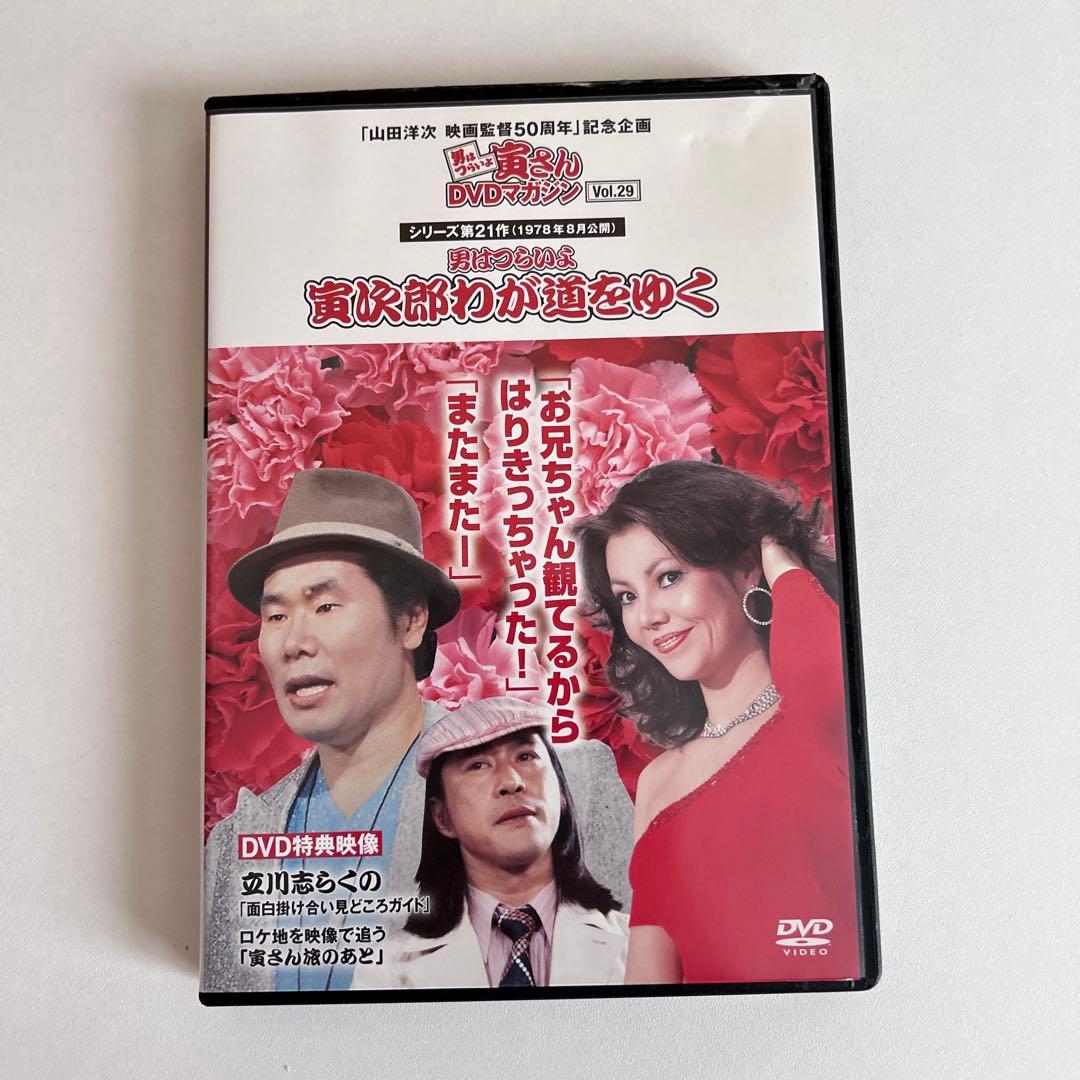 「山田洋次 映画監督50周年」記念企画
男は
つらいよ
寅さん
DVDマガジン Vol.29
シリーズ第21作(1978年8月公開)
男はつらいよ
寅次郎わが道をゆく
「お兄ちゃん観てるから
はりきっちゃった!」
「またまたー」
DVD特典映像
立川志らくの
「面白掛け合い見どころガイド」
ロケ地を映像で追う
「寅さん旅のあと」
DVD
VIDEO